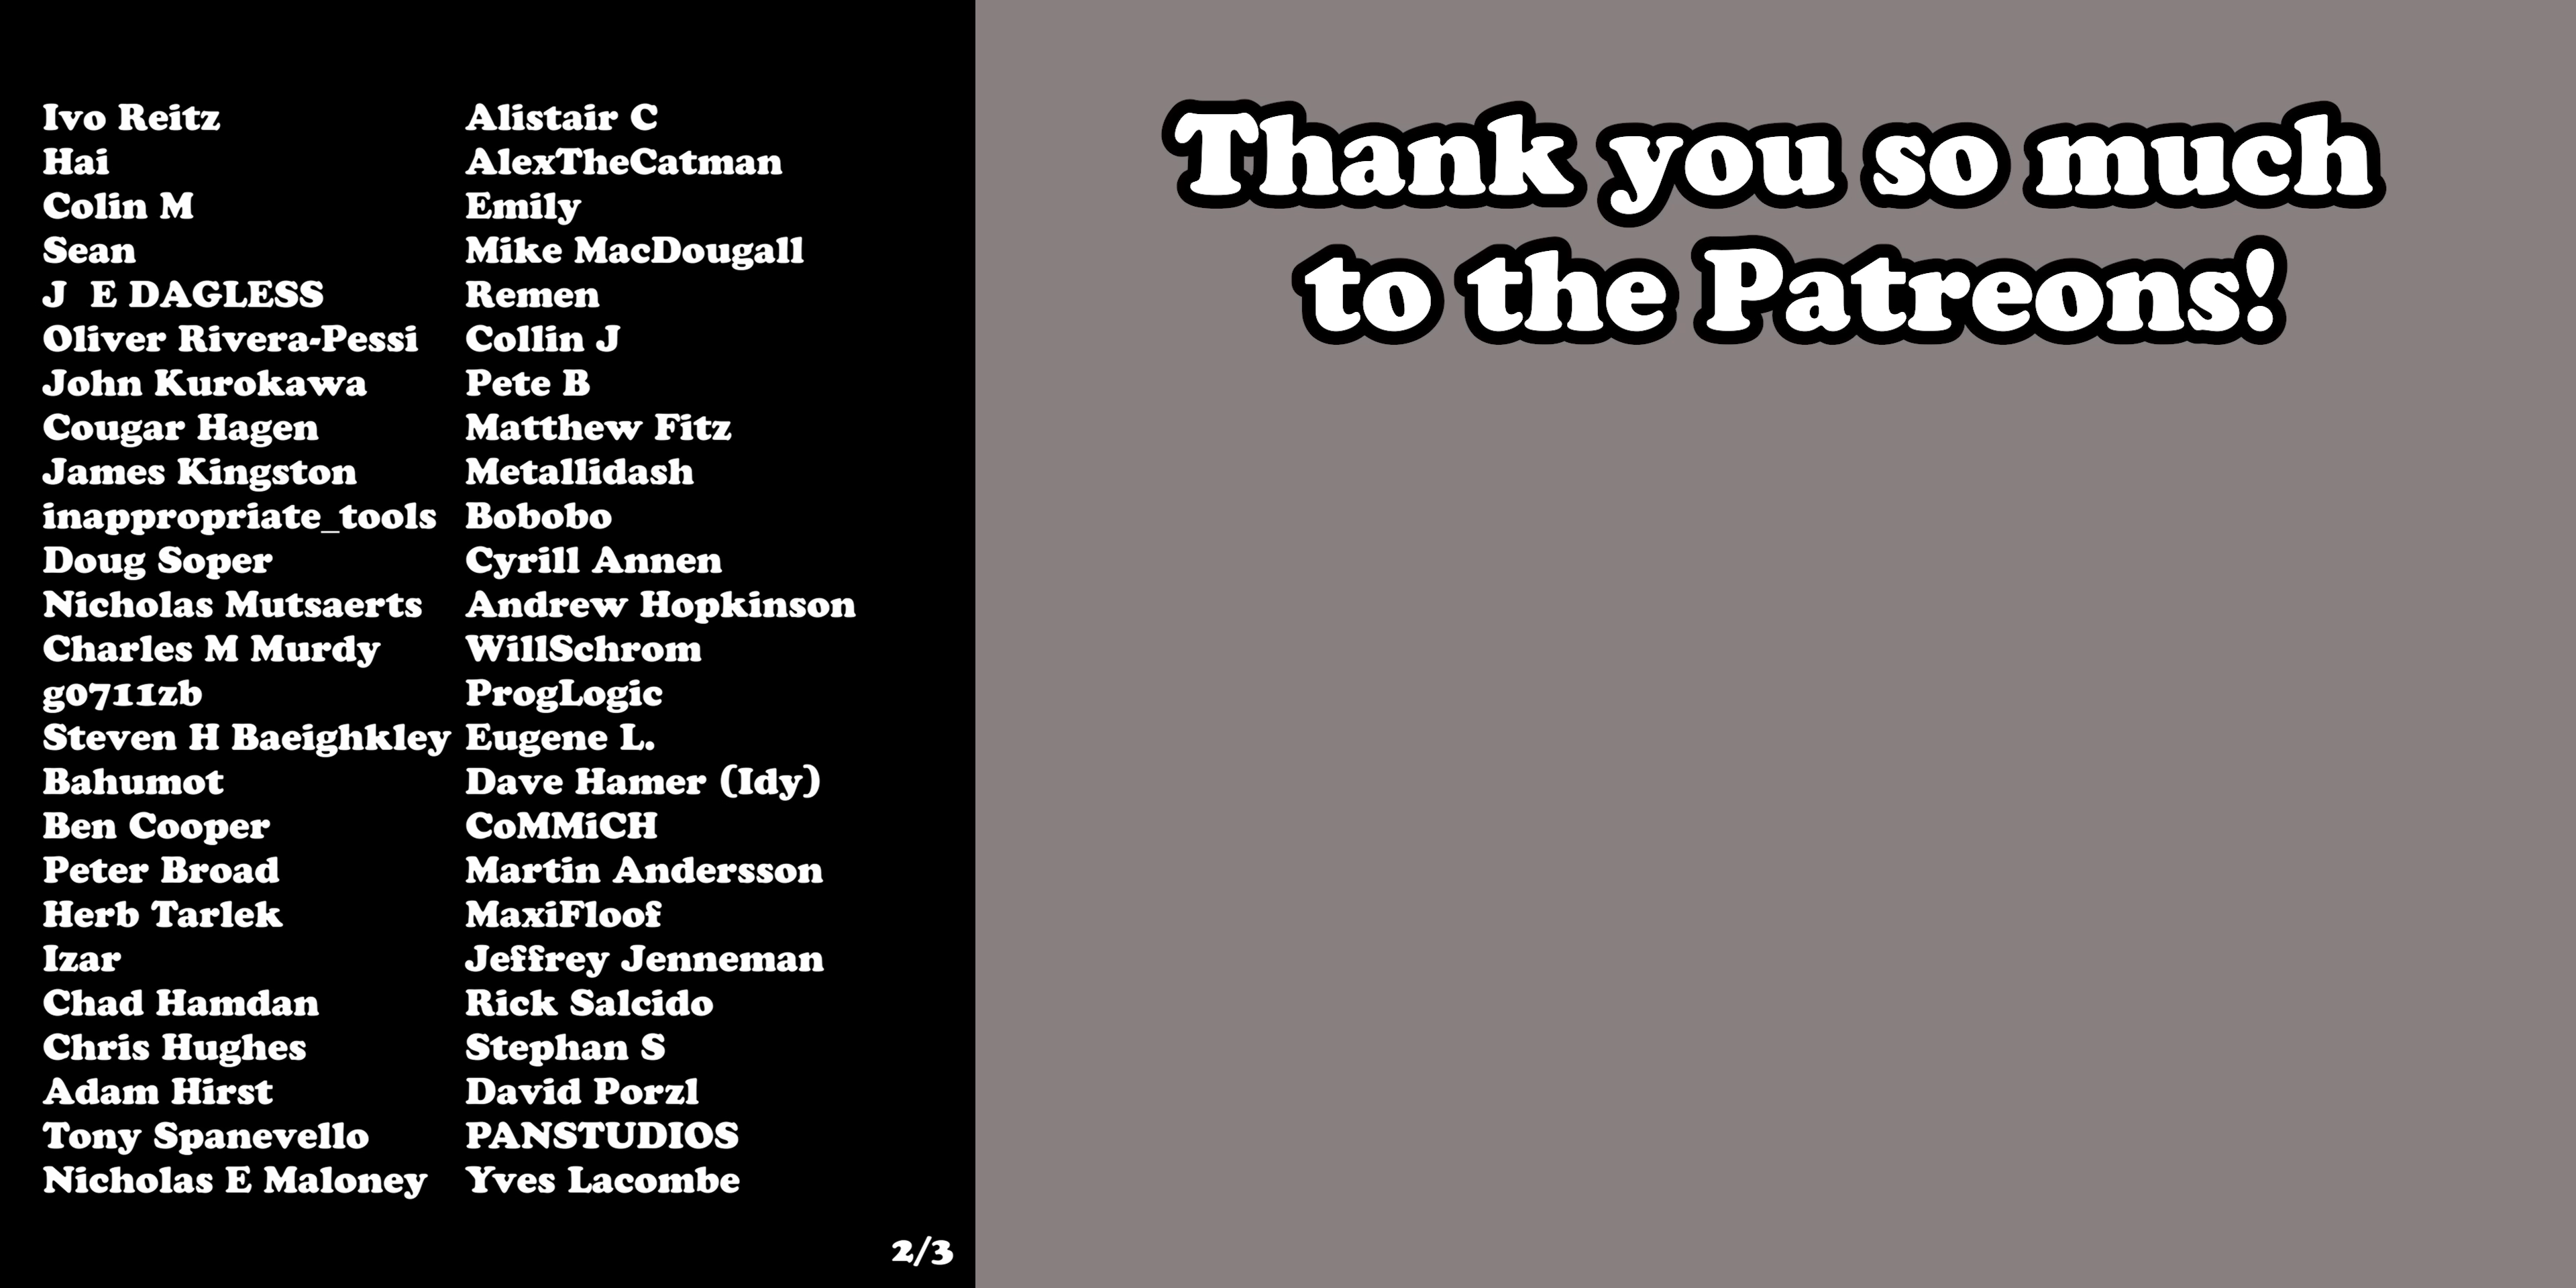 Ivo Reitz
Hai
Colin M
Sean
J  E DAGLESS
Oliver Rivera-Pessi
John Kurokawa
Cougar Hagen
James Kingston
inappropriate_tools
Doug Soper
Nicholas Mutsaerts
Charles M Murdy
g0711zb
Steven H Baeighkley
Bahumot
Ben Cooper
Peter Broad
Herb Tarlek
Izar
Chad Hamdan
Chris Hughes
Adam Hirst
Tony Spanevello
Nicholas E Maloney
Alistair C
AlexTheCatman
Emily
Mike MacDougall
Remen
Collin J
Pete B
Matthew Fitz
Metallidash
Bobobo
Cyrill Annen
Andrew Hopkinson
WillSchrom
ProgLogic
Eugene L.
Dave Hamer (Idy)
CoMMiCH
Martin Andersson
MaxiFloof
Jeffrey Jenneman
Rick Salcido
Stephan S
David Porzl
PANSTUDIOS
Yves Lacombe
2/3
Thank you so much
to the Patreons!